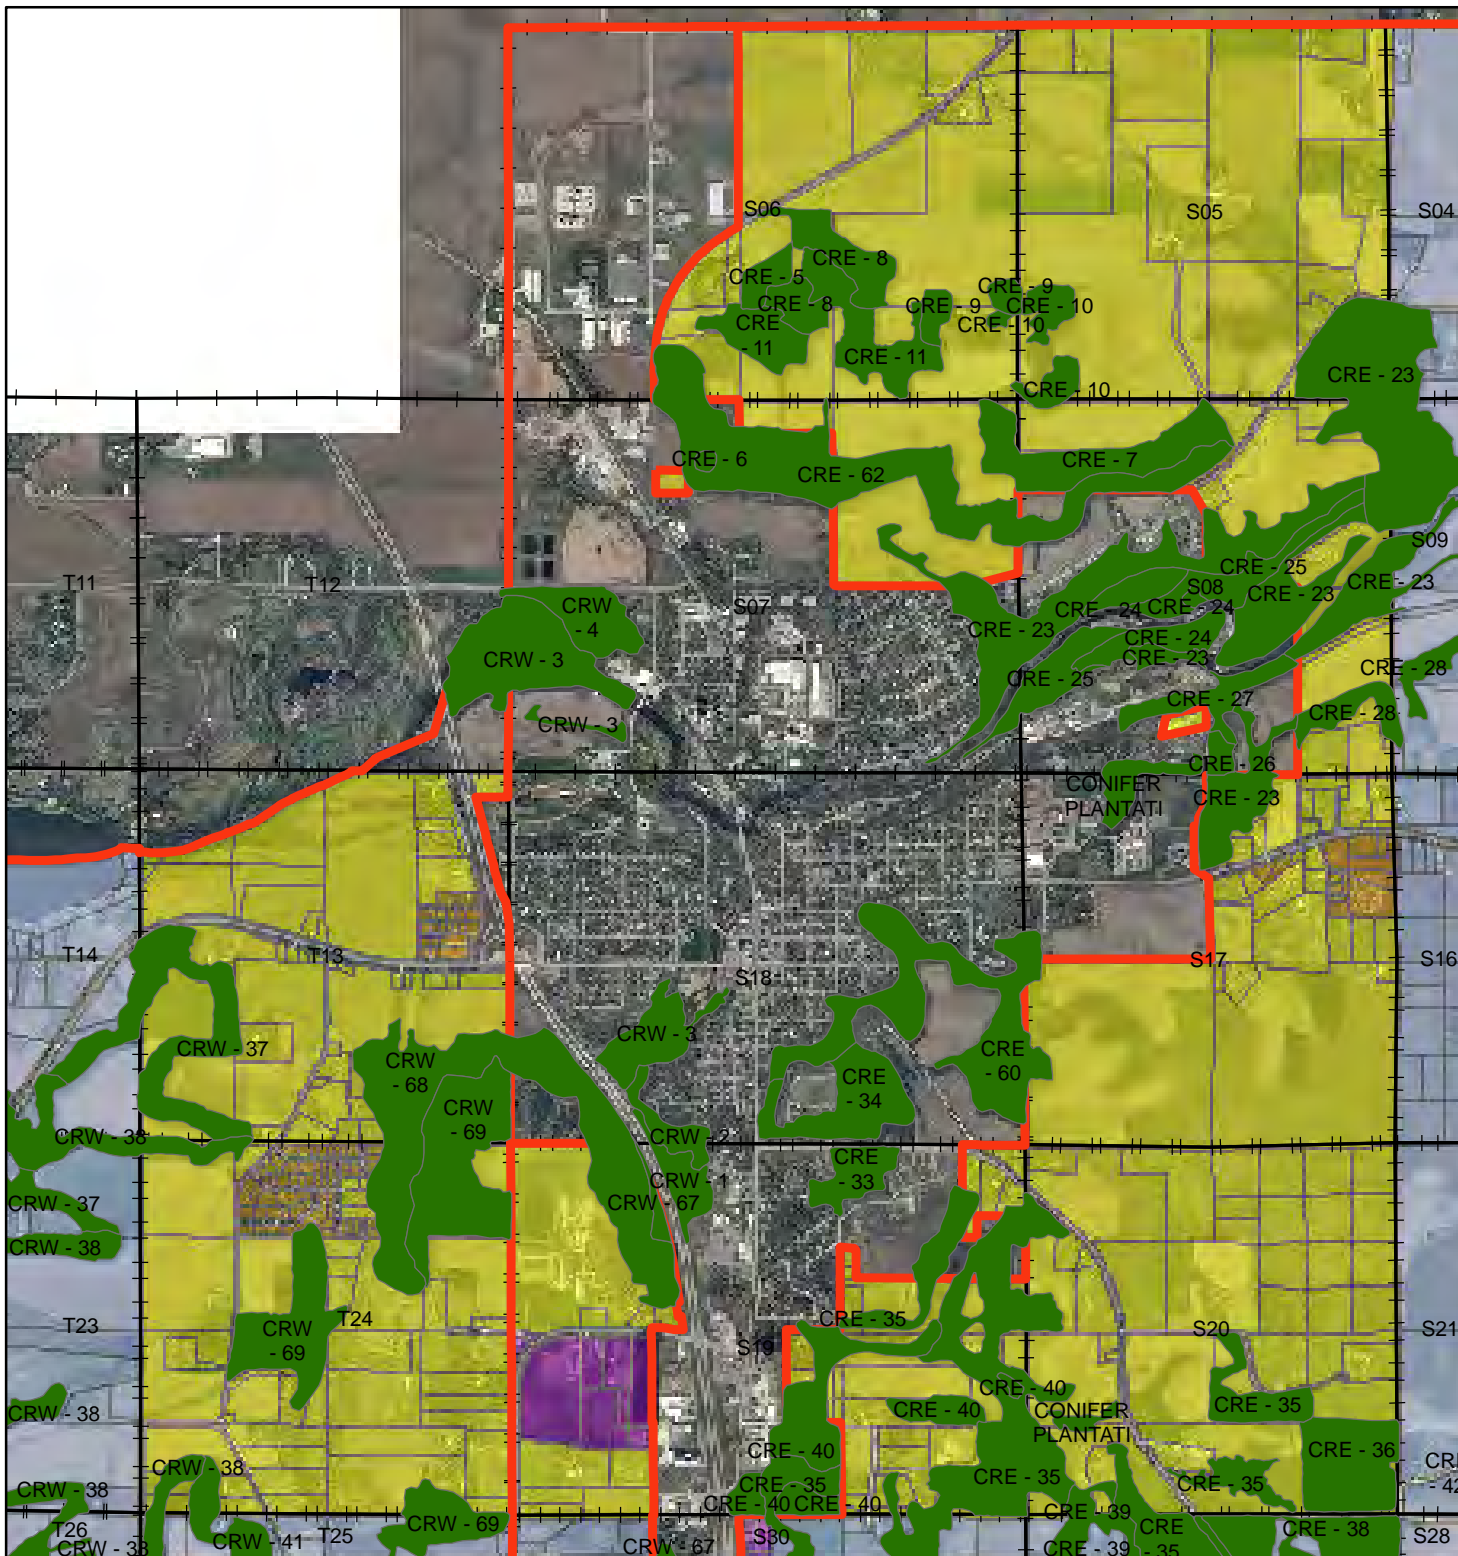 S06
S05
S04
CRE - 8
CRE - 5
CRE - 8
CRE
- 11
CRE - 9
CRE - 9
CRE - 10
CRE - 10
CRE - 11
CRE - 10
CRE - 23
CRE - 6
CRE - 62
CRE - 7
S09
T11
T12
CRW
- 4
S07
CRE - 25
S08
CRE - 23
CRE - 23
CRE - 24
CRE - 24
CRE - 23
CRE - 24
CRE - 23
CRW - 3
CRE - 25
CRE - 28
CRE - 27
CRE - 28
CRW - 3
CRE - 26
CONIFER
PLANTATI
CRE - 23
T14
T13
S18
S17
S16
CRW - 3
CRW - 37
CRW
- 68
CRW
- 69
CRE
- 60
CRE
- 34
CRW - 38
CRW - 2
CRE
- 33
CRW - 1
CRW - 67
CRW - 37
CRW - 38
T23
T24
CRW
- 69
CRE - 35
S19
S20
S21
CRE - 40
CRE - 40
CONIFER
PLANTATI
CRE - 35
CRW - 38
CRE - 40
CRE - 36
CRW - 38
CRE - 35
CRE - 35
CRE - 35
CRE
- 42
CRW - 38
CRE - 40
CRE - 40
CRE - 39
T26
CRW - 41
T25
CRW - 69
S30
CRE
- 35
CRE - 38
S28
CRW - 38
CRW - 67
CRE - 39